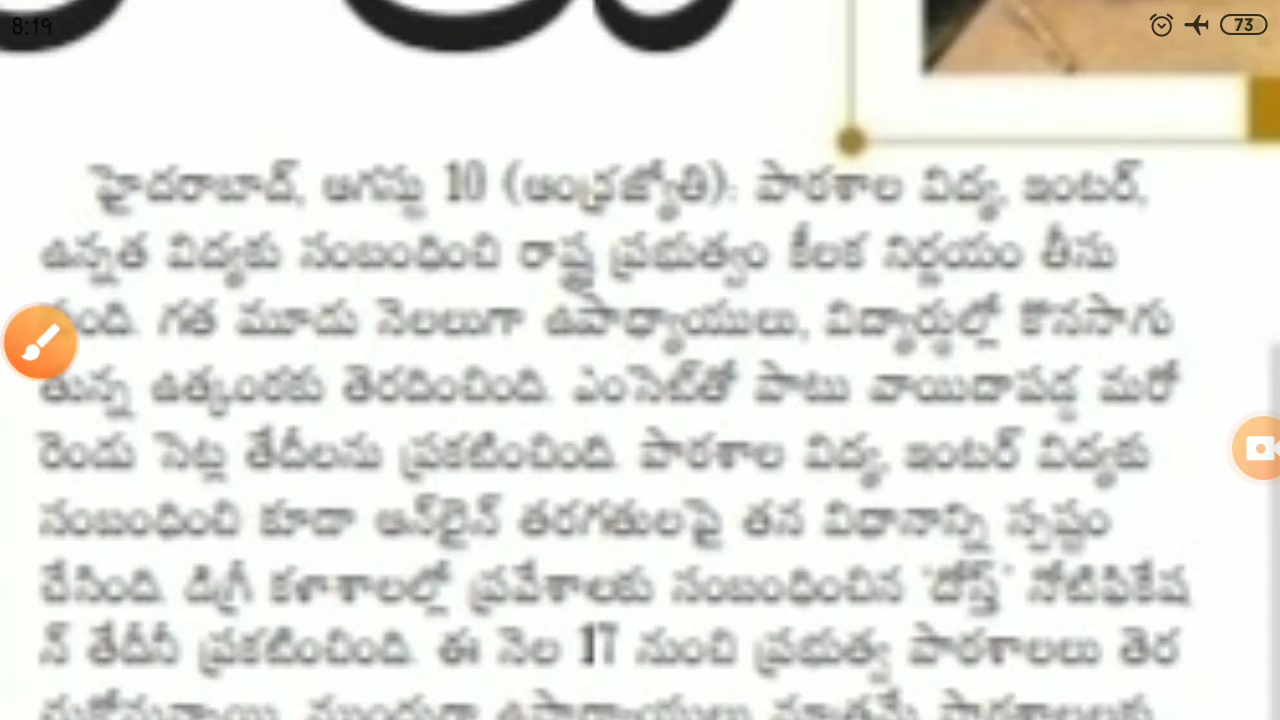 8:19
73
హైదరాబాద్, ఆగస్టు 10 (ఆంధ్రజ్యోతి): పాఠశాల విద్య, ఇంటర్,
ఉన్నత విద్యకు సంబంధించి రాష్ట్ర ప్రభుత్వం కీలక నిర్ణయం తీసు
కుంది. గత మూడు నెలలుగా ఉపాధ్యాయులు, విద్యార్థుల్లో కొనసాగు
తున్న ఉత్కంఠకు తెరదించింది. ఎంసెట్‌తో పాటు వాయిదాపడ్డ మరో
రెండు సెట్ల తేదీలను ప్రకటించింది. పాఠశాల విద్య, ఇంటర్ విద్యకు
సంబంధించి కూడా ఆన్‌లైన్ తరగతులపై తన విధానాన్ని స్పష్టం
చేసింది. డిగ్రీ కళాశాలల్లో ప్రవేశాలకు సంబంధించిన 'దోస్త్' నోటిఫికేష
న్ తేదీనీ ప్రకటించింది. ఈ నెల 17 నుంచి ప్రభుత్వ పాఠశాలలు తెర